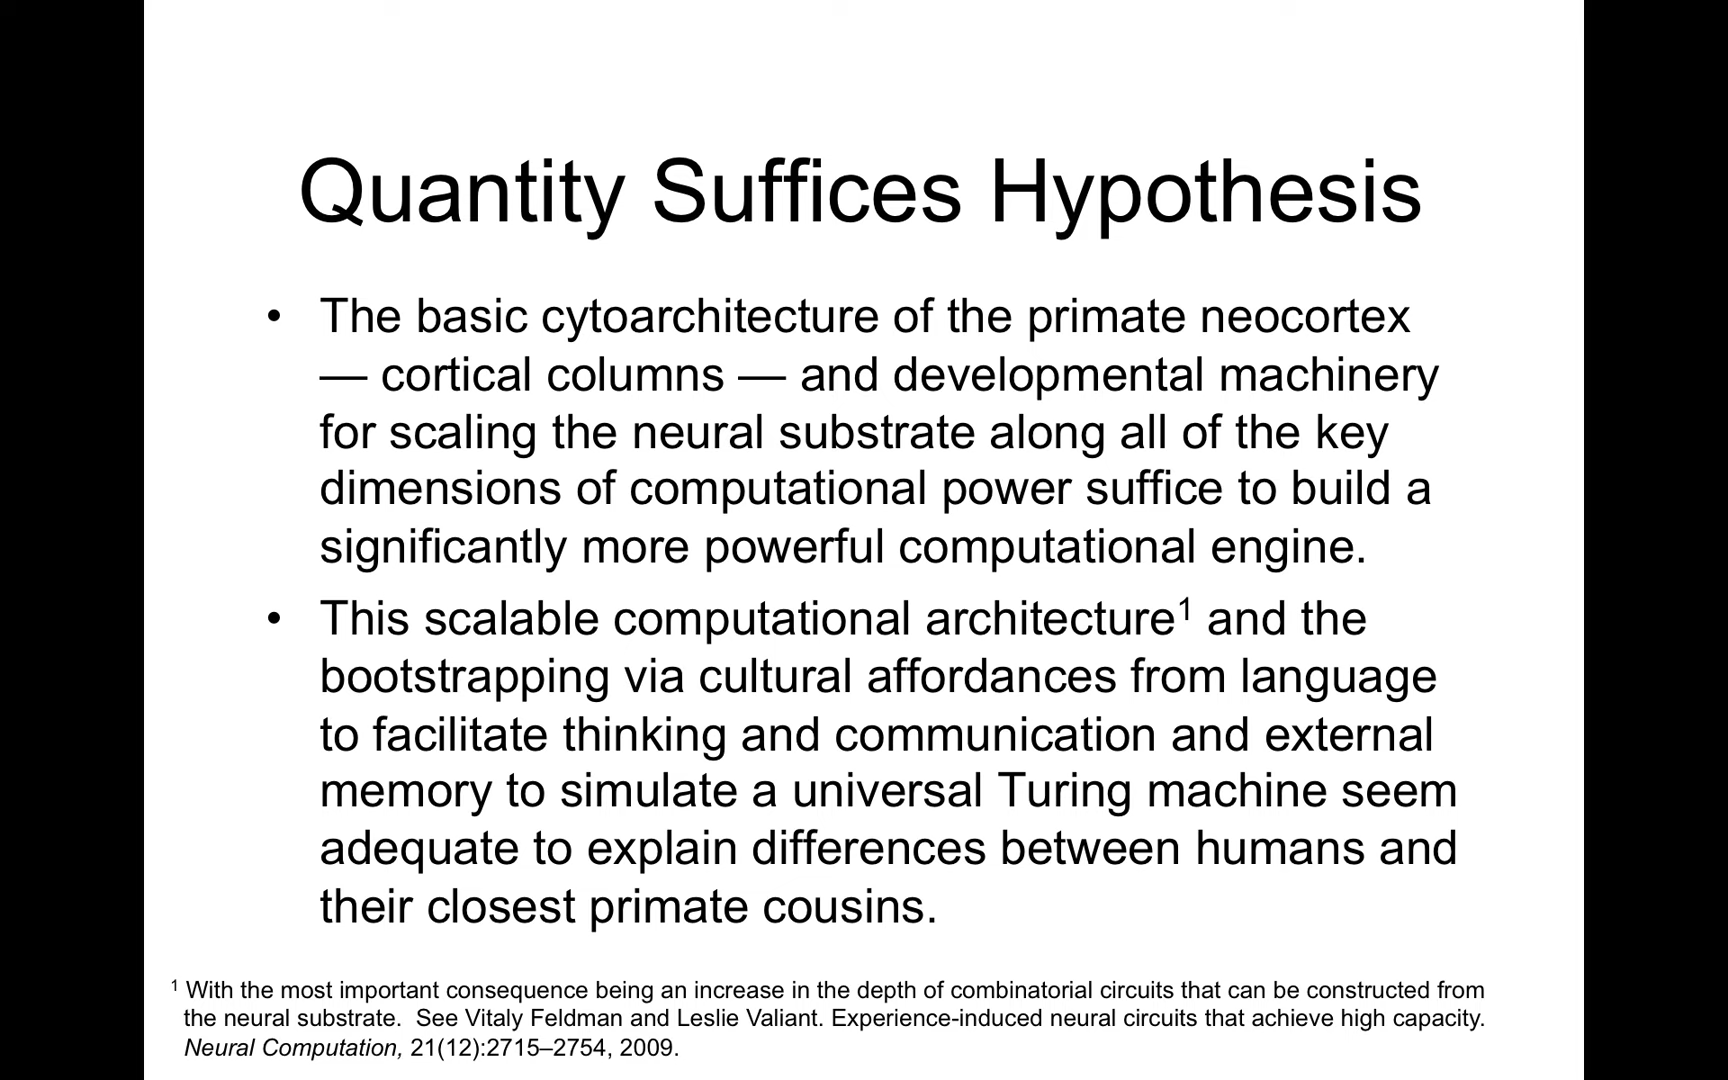 Quantity Suffices Hypothesis
• The basic cytoarchitecture of the primate neocortex
— cortical columns — and developmental machinery
for scaling the neural substrate along all of the key
dimensions of computational power suffice to build a
significantly more powerful computational engine.
• This scalable computational architecture¹ and the
bootstrapping via cultural affordances from language
to facilitate thinking and communication and external
memory to simulate a universal Turing machine seem
adequate to explain differences between humans and
their closest primate cousins.
¹ With the most important consequence being an increase in the depth of combinatorial circuits that can be constructed from
the neural substrate.  See Vitaly Feldman and Leslie Valiant. Experience-induced neural circuits that achieve high capacity.
Neural Computation, 21(12):2715–2754, 2009.